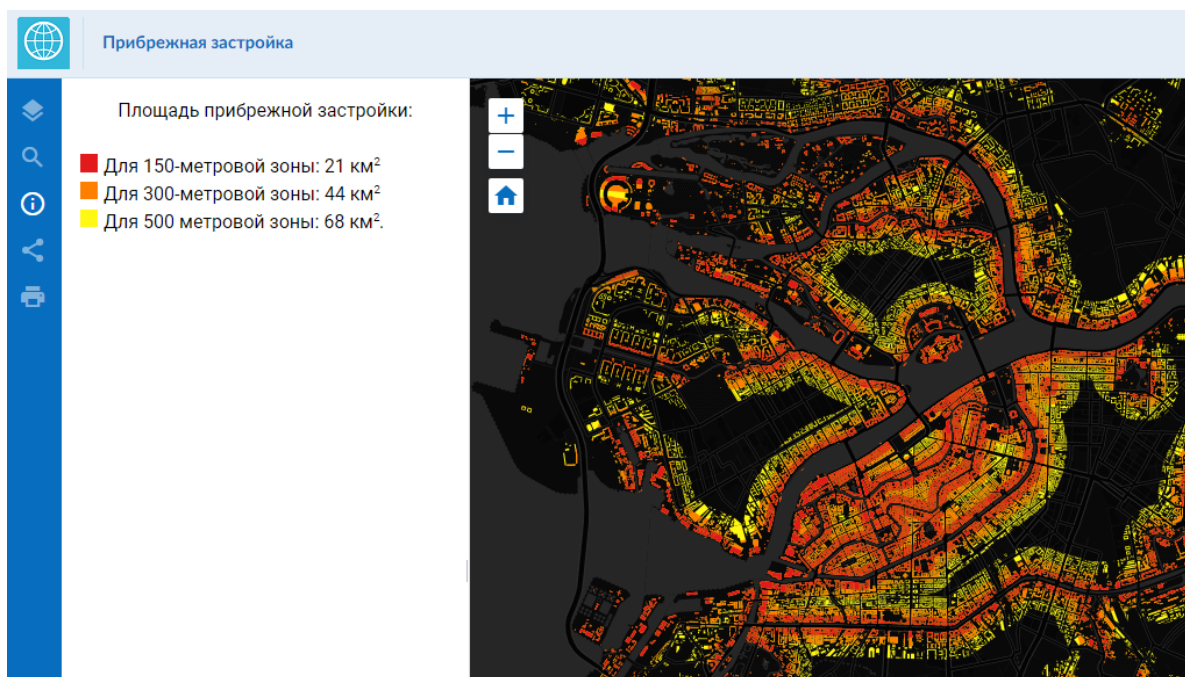 Прибрежная застройка
Площадь прибрежной застройки:
Для 150-метровой зоны: 21 км²
Для 300-метровой зоны: 44 км²
Для 500 метровой зоны: 68 км².
+
−